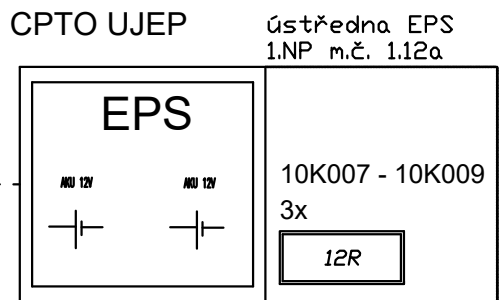 CPTO UJEP
ústředna EPS
1.NP m.č. 1.12a
EPS
AKU 12V
AKU 12V
10K007 - 10K009
3x
12R